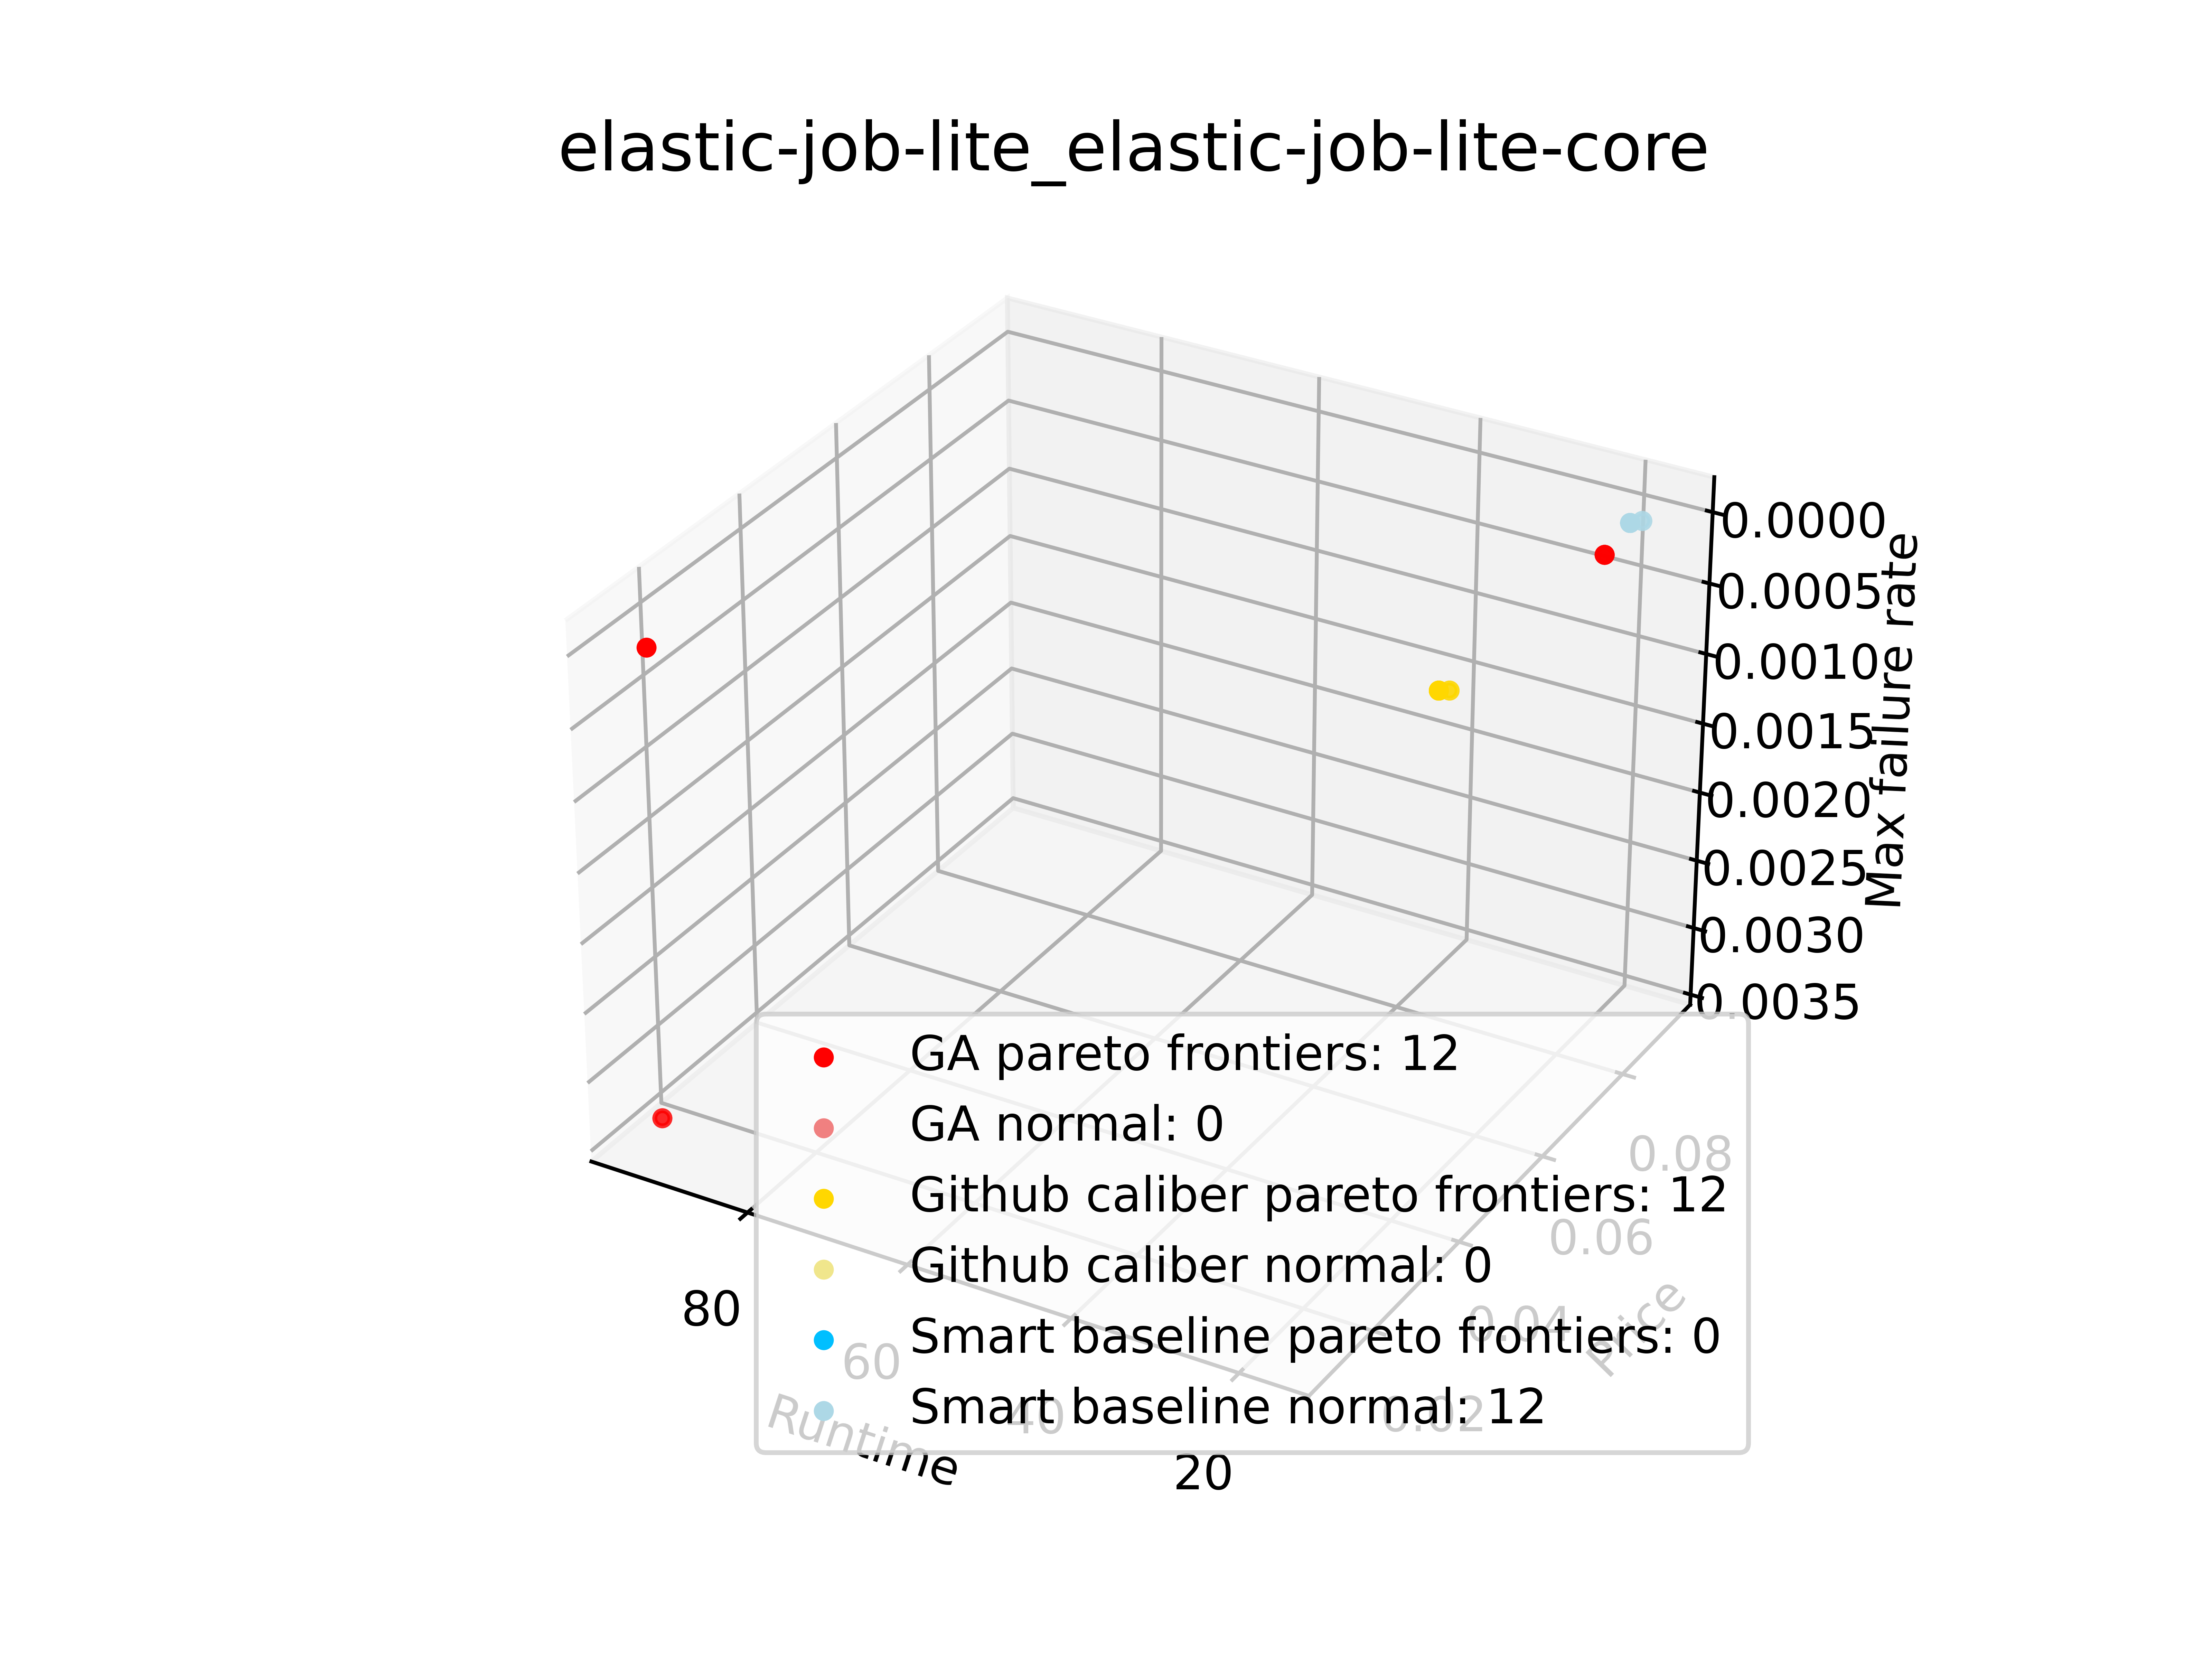 elastic-job-lite_elastic-job-lite-core
0.0000
0.0005
0.0010
0.0015
0.0020
0.0025
0.0030
0.0035
Max failure rate
GA pareto frontiers: 12
GA normal: 0
Github caliber pareto frontiers: 12
Github caliber normal: 0
Smart baseline pareto frontiers: 0
Smart baseline normal: 12
0.08
0.06
0.04
0.02
Price
80
60
40
20
Runtime